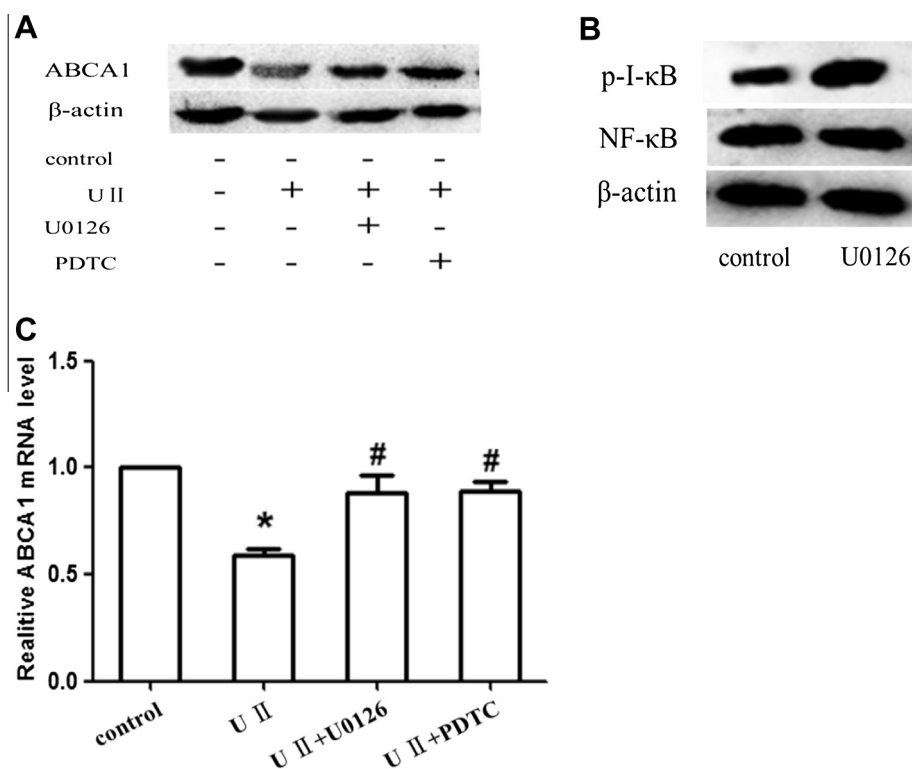 A
ABCA1
β-actin
control - - - -
U II - + + +
U0126 - - + -
PDTC - - - +
B
p-I-κB
NF-κB
β-actin
control U0126
C
Realitive ABCA1 mRNA level
1.5
1.0
0.5
0.0
*
#
#
control
U II
U II+U0126
U II+PDTC